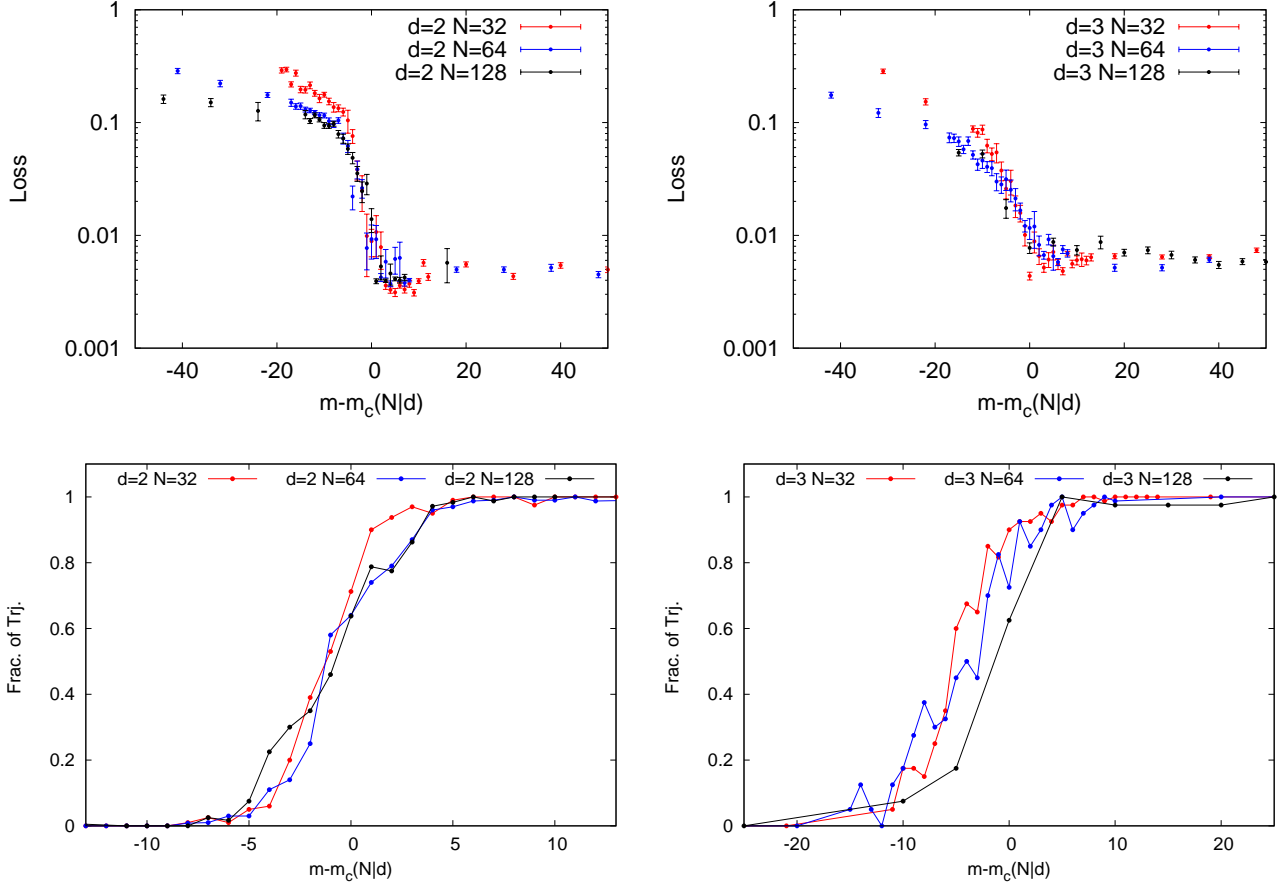 1
0.1
0.01
0.001
Loss
-40
-20
0
20
40
m-m_c(N|d)
d=2 N=32
d=2 N=64
d=2 N=128
1
0.1
0.01
0.001
Loss
-40
-20
0
20
40
m-m_c(N|d)
d=3 N=32
d=3 N=64
d=3 N=128
d=2 N=32
d=2 N=64
d=2 N=128
1
0.8
0.6
0.4
0.2
0
Frac. of Trj.
-10
-5
0
5
10
m-m_c(N|d)
d=3 N=32
d=3 N=64
d=3 N=128
1
0.8
0.6
0.4
0.2
0
Frac. of Trj.
-20
-10
0
10
20
m-m_c(N|d)